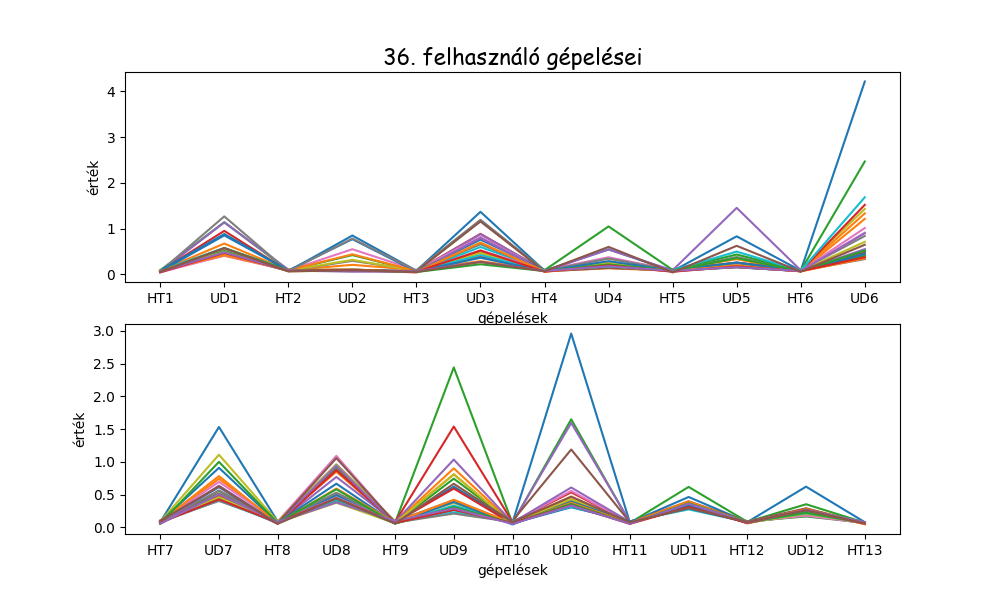 36. felhasználó gépelései
4
3
2
1
0
érték
HT1 UD1 HT2 UD2 HT3 UD3 HT4 UD4 HT5 UD5 HT6 UD6
gépelések
3.0
2.5
2.0
1.5
1.0
0.5
0.0
érték
HT7 UD7 HT8 UD8 HT9 UD9 HT10 UD10 HT11 UD11 HT12 UD12 HT13
gépelések